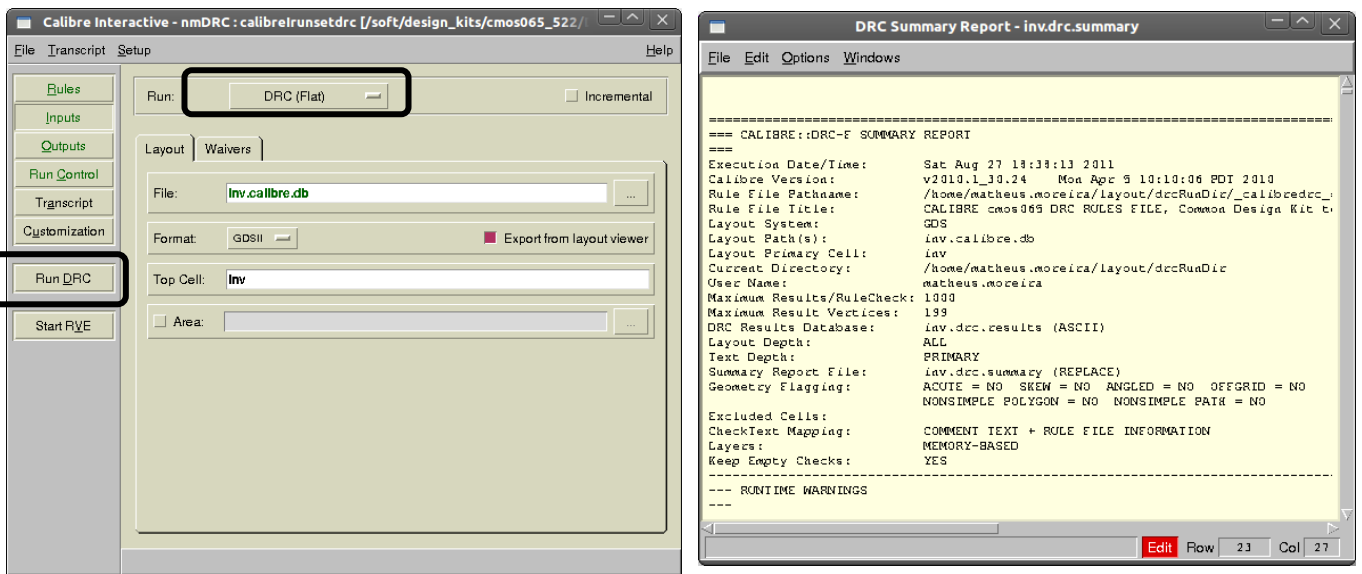 Calibre Interactive - nmDRC : calibreIrunsetdrc [/soft/design_kits/cmos065_522/
File Transcript Setup Help
Rules
Inputs
Outputs
Run Control
Transcript
Customization
Run DRC
Start RVE
Run: DRC (Flat) Incremental
Layout Waivers
File: Inv.calibre.db ...
Format: GDSII Export from layout viewer
Top Cell: Inv
Area: ...
DRC Summary Report - inv.drc.summary
File Edit Options Windows
==================================================================================
=== CALIBRE::DRC-F SUMMARY REPORT
===
Execution Date/Time: Sat Aug 27 18:38:13 2011
Calibre Version: v2010.1_30.24 Mon Apr 5 10:10:06 PDT 2010
Rule File Pathname: /home/matheus.moreira/layout/drcRunDir/_calibredrc_
Rule File Title: CALIBRE cmos065 DRC RULES FILE, Common Design Kit t
Layout System: GDS
Layout Path(s): inv.calibre.db
Layout Primary Cell: inv
Current Directory: /home/matheus.moreira/layout/drcRunDir
User Name: matheus.moreira
Maximum Results/RuleCheck: 1000
Maximum Result Vertices: 199
DRC Results Database: inv.drc.results (ASCII)
Layout Depth: ALL
Text Depth: PRIMARY
Summary Report File: inv.drc.summary (REPLACE)
Geometry Flagging: ACUTE = NO SKEW = NO ANGLED = NO OFFGRID = NO
NONSIMPLE POLYGON = NO NONSIMPLE PATH = NO
Excluded Cells:
CheckText Mapping: COMMENT TEXT + RULE FILE INFORMATION
Layers: MEMORY-BASED
Keep Empty Checks: YES
----------------------------------------------------------------------------------
--- RUNTIME WARNINGS
---
Edit Row 23 Col 27